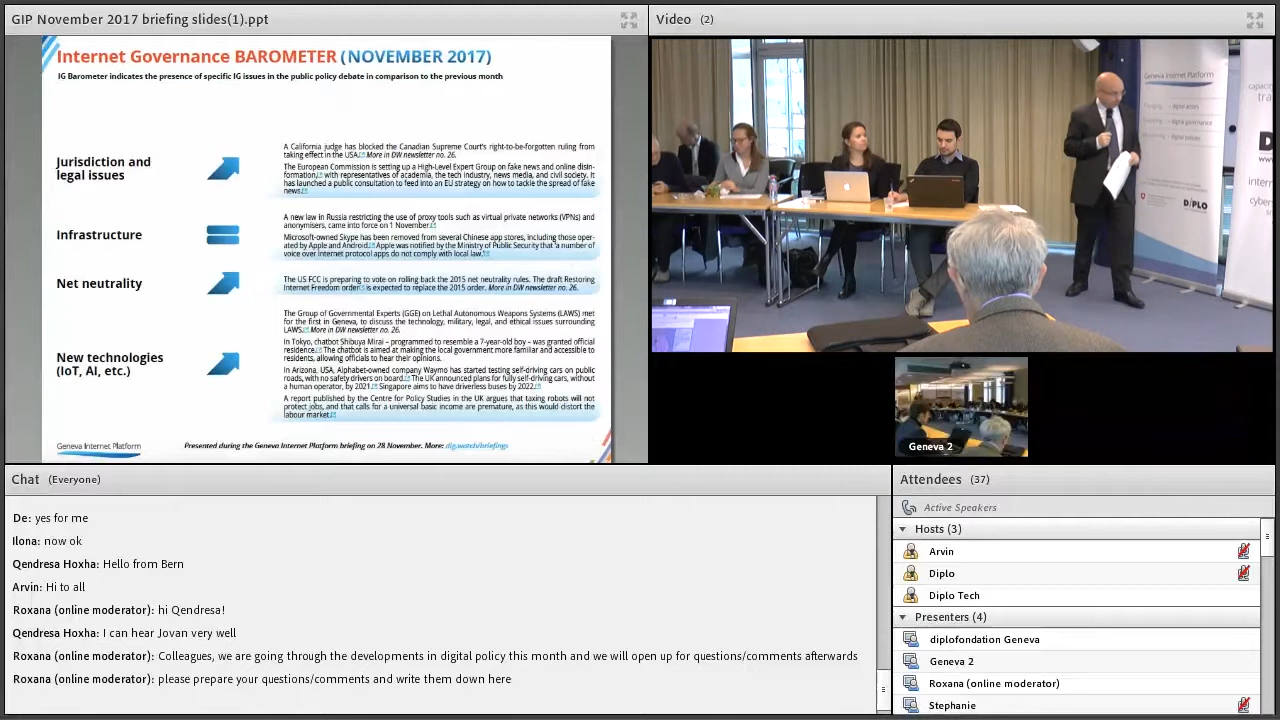 GIP November 2017 briefing slides(1).ppt
Internet Governance BAROMETER (NOVEMBER 2017)
IG Barometer indicates the presence of specific IG issues in the public policy debate in comparison to the previous month
Jurisdiction and
legal issues
A California judge has blocked the Canadian Supreme Court's right-to-be-forgotten ruling from
taking effect in the USA. More in DW newsletter no. 26.
The European Commission is setting up a High-Level Expert Group on fake news and online disin-
formation, with representatives of academia, the tech industry, news media, and civil society. It
has launched a public consultation to feed into an EU strategy on how to tackle the spread of fake
news.
Infrastructure
A new law in Russia restricting the use of proxy tools such as virtual private networks (VPNs) and
anonymisers, came into force on 1 November.
Microsoft-owned Skype has been removed from several Chinese app stores, including those oper-
ated by Apple and Android. Apple was notified by the Ministry of Public Security that 'a number of
voice over Internet protocol apps do not comply with local law.'
Net neutrality
The US FCC is preparing to vote on rolling back the 2015 net neutrality rules. The draft Restoring
Internet Freedom order is expected to replace the 2015 order. More in DW newsletter no. 26.
New technologies
(IoT, AI, etc.)
The Group of Governmental Experts (GGE) on Lethal Autonomous Weapons Systems (LAWS) met
for the first in Geneva, to discuss the technology, military, legal, and ethical issues surrounding
LAWS. More in DW newsletter no. 26.
In Tokyo, chatbot Shibuya Mirai – programmed to resemble a 7-year-old boy – was granted official
residence. The chatbot is aimed at making the local government more familiar and accessible to
residents, allowing officials to hear their opinions.
In Arizona, USA, Alphabet-owned company Waymo has started testing self-driving cars on public
roads, with no safety drivers on board. The UK announced plans for fully self-driving cars, without
a human operator, by 2021. Singapore aims to have driverless buses by 2022.
A report published by the Centre for Policy Studies in the UK argues that taxing robots will not
protect jobs, and that calls for a universal basic income are premature, as this would distort the
labour market.
Geneva Internet Platform
Presented during the Geneva Internet Platform briefing on 28 November. More: dig.watch/briefings
Video (2)
Geneva Internet Platform
DiPLO
Geneva 2
Chat (Everyone)
De: yes for me
Ilona: now ok
Qendresa Hoxha: Hello from Bern
Arvin: Hi to all
Roxana (online moderator): hi Qendresa!
Qendresa Hoxha: I can hear Jovan very well
Roxana (online moderator): Colleagues we are going through the developments in digital policy this month and we will open up for questions/comments afterwards
Roxana (online moderator): please prepare your questions/comments and write them down here
Attendees (37)
Active Speakers
Hosts (3)
Arvin
Diplo
Diplo Tech
Presenters (4)
diplofondation Geneva
Geneva 2
Roxana (online moderator)
Stephanie